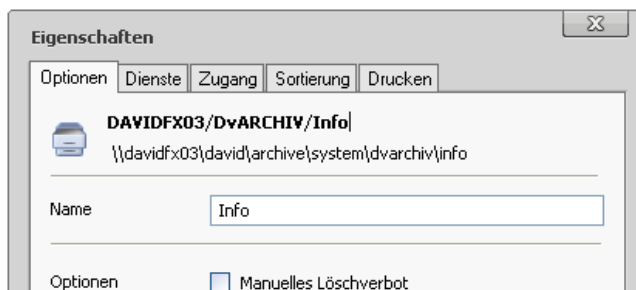 Eigenschaften
Optionen Dienste Zugang Sortierung Drucken
DAVIDFX03/DvARCHIV/Info
\\davidfx03\david\archive\system\dvarchiv\info
Name Info
Optionen Manuelles Löschverbot